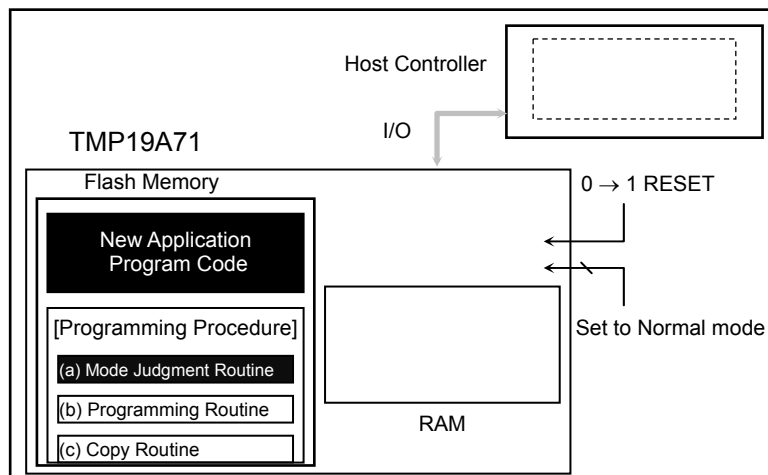 Host Controller
I/O
TMP19A71
Flash Memory
0 → 1 RESET
New Application
Program Code
[Programming Procedure]
Set to Normal mode
(a) Mode Judgment Routine
(b) Programming Routine
RAM
(c) Copy Routine